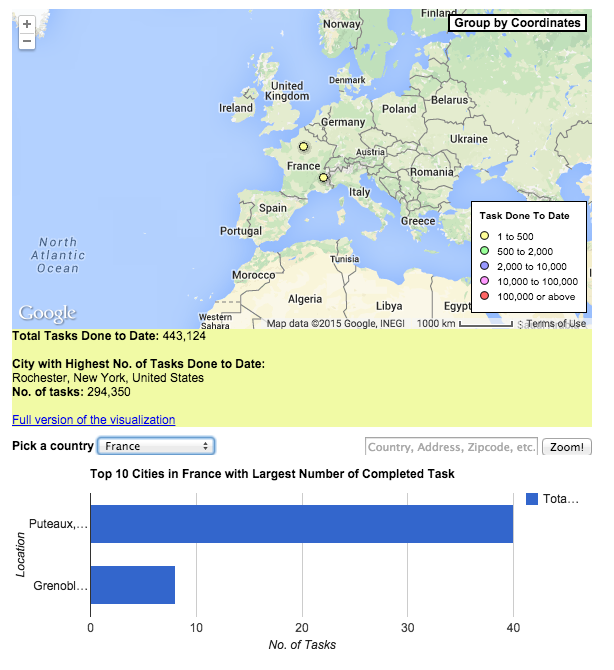 +
−
Norway
Finland
Group by Coordinates
Denmark
United
Kingdom
Ireland
Belarus
Poland
Germany
Ukraine
Austria
France
Romania
Italy
Spain
Greece
Portugal
Task Done To Date
1 to 500
500 to 2,000
2,000 to 10,000
10,000 to 100,000
100,000 or above
North
Atlantic
Ocean
Tunisia
Morocco
Algeria
Libya
Egypt
Western
Sahara
Google
Map data ©2015 Google, INEGI
1000 km
Terms of Use
Total Tasks Done to Date: 443,124
City with Highest No. of Tasks Done to Date:
Rochester, New York, United States
No. of tasks: 294,350
Full version of the visualization
Pick a country France
Country, Address, Zipcode, etc.
Zoom!
Top 10 Cities in France with Largest Number of Completed Task
Tota…
Location
Puteaux,…
Grenobl…
0 10 20 30 40
No. of Tasks